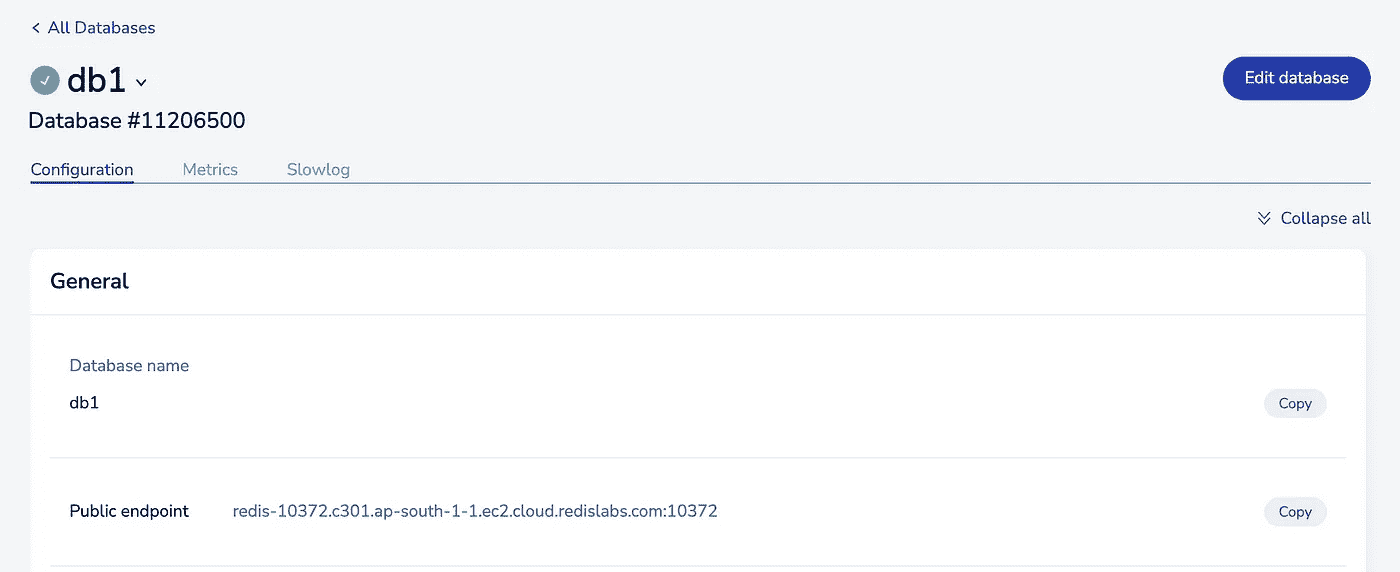 All Databases
db1
Edit database
Database #11206500
Configuration Metrics Slowlog
Collapse all
General
Database name
db1 Copy
Public endpoint redis-10372.c301.ap-south-1-1.ec2.cloud.redislabs.com:10372 Copy